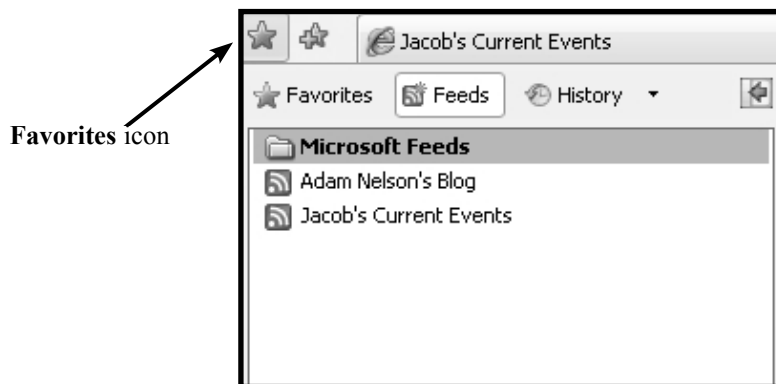 Jacob's Current Events
Favorites Feeds History
Favorites icon
Microsoft Feeds
Adam Nelson's Blog
Jacob's Current Events